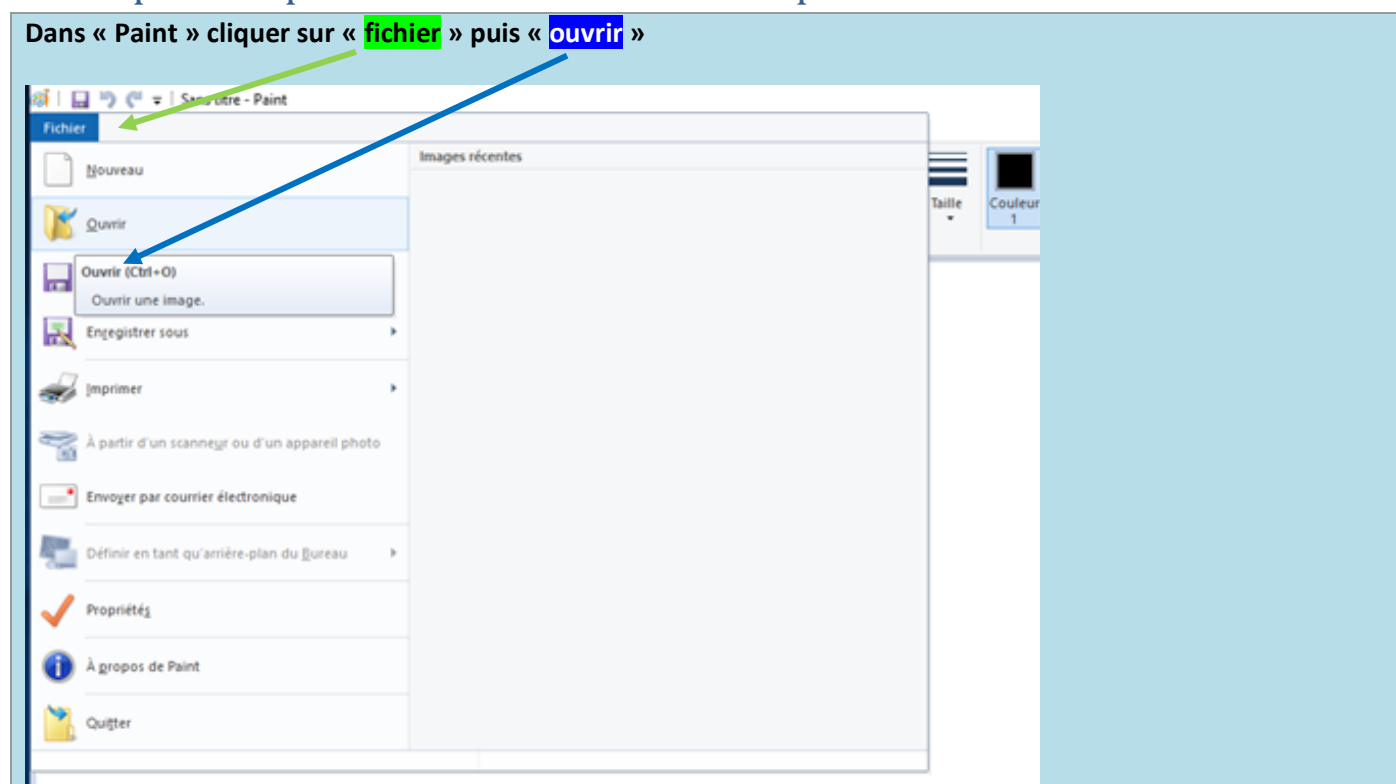 Dans « Paint » cliquer sur « fichier » puis « ouvrir »
Sans titre - Paint
Fichier
Images récentes
Nouveau
Ouvrir
Ouvrir (Ctrl+O)
Ouvrir une image.
Enregistrer sous
Imprimer
À partir d'un scanneur ou d'un appareil photo
Envoyer par courrier électronique
Définir en tant qu'arrière-plan du Bureau
Propriétés
À propos de Paint
Quitter
Taille
Couleur
1